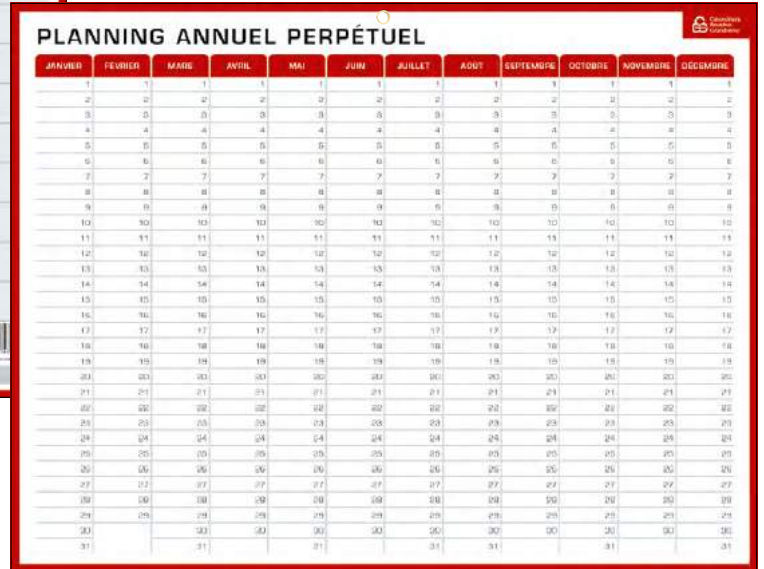 PLANNING ANNUEL PERPÉTUEL
JANVIER FÉVRIER MARS AVRIL MAI JUIN JUILLET AOÛT SEPTEMBRE OCTOBRE NOVEMBRE DÉCEMBRE
1 1 1 1 1 1 1 1 1 1 1 1
2 2 2 2 2 2 2 2 2 2 2 2
3 3 3 3 3 3 3 3 3 3 3 3
4 4 4 4 4 4 4 4 4 4 4 4
5 5 5 5 5 5 5 5 5 5 5 5
6 6 6 6 6 6 6 6 6 6 6 6
7 7 7 7 7 7 7 7 7 7 7 7
8 8 8 8 8 8 8 8 8 8 8 8
9 9 9 9 9 9 9 9 9 9 9 9
10 10 10 10 10 10 10 10 10 10 10 10
11 11 11 11 11 11 11 11 11 11 11 11
12 12 12 12 12 12 12 12 12 12 12 12
13 13 13 13 13 13 13 13 13 13 13 13
14 14 14 14 14 14 14 14 14 14 14 14
15 15 15 15 15 15 15 15 15 15 15 15
16 16 16 16 16 16 16 16 16 16 16 16
17 17 17 17 17 17 17 17 17 17 17 17
18 18 18 18 18 18 18 18 18 18 18 18
19 19 19 19 19 19 19 19 19 19 19 19
20 20 20 20 20 20 20 20 20 20 20 20
21 21 21 21 21 21 21 21 21 21 21 21
22 22 22 22 22 22 22 22 22 22 22 22
23 23 23 23 23 23 23 23 23 23 23 23
24 24 24 24 24 24 24 24 24 24 24 24
25 25 25 25 25 25 25 25 25 25 25 25
26 26 26 26 26 26 26 26 26 26 26 26
27 27 27 27 27 27 27 27 27 27 27 27
28 28 28 28 28 28 28 28 28 28 28 28
29 29 29 29 29 29 29 29 29 29 29 29
30 30 30 30 30 30 30 30 30 30 30
31 31 31 31 31 31 31